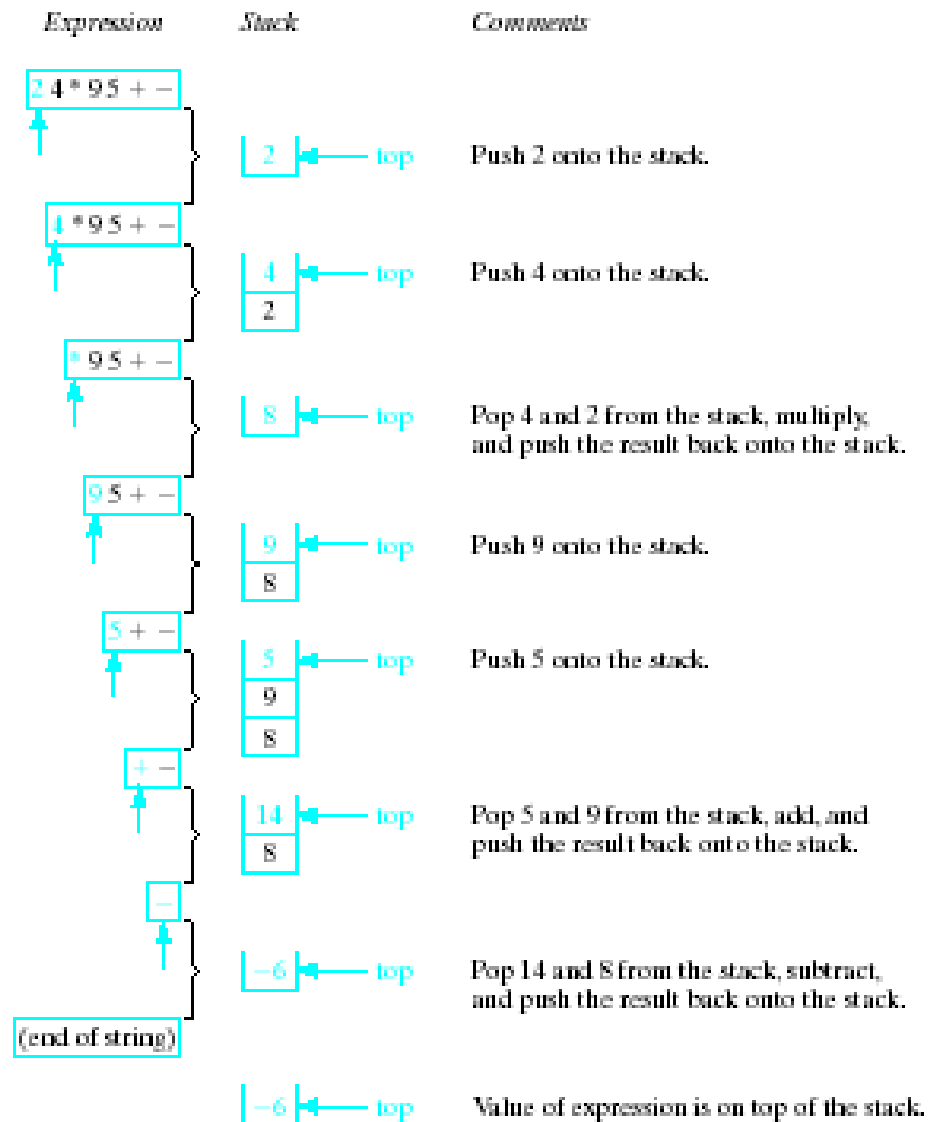 Expression Stack Comments
2 4 * 9 5 + −
2 top Push 2 onto the stack.
4 * 9 5 + −
4 top Push 4 onto the stack.
2
* 9 5 + −
8 top Pop 4 and 2 from the stack, multiply,
and push the result back onto the stack.
9 5 + −
9 top Push 9 onto the stack.
8
5 + −
5 top Push 5 onto the stack.
9
8
+ −
14 top Pop 5 and 9 from the stack, add, and
8 push the result back onto the stack.
−
−6 top Pop 14 and 8 from the stack, subtract,
and push the result back onto the stack.
(end of string)
−6 top Value of expression is on top of the stack.